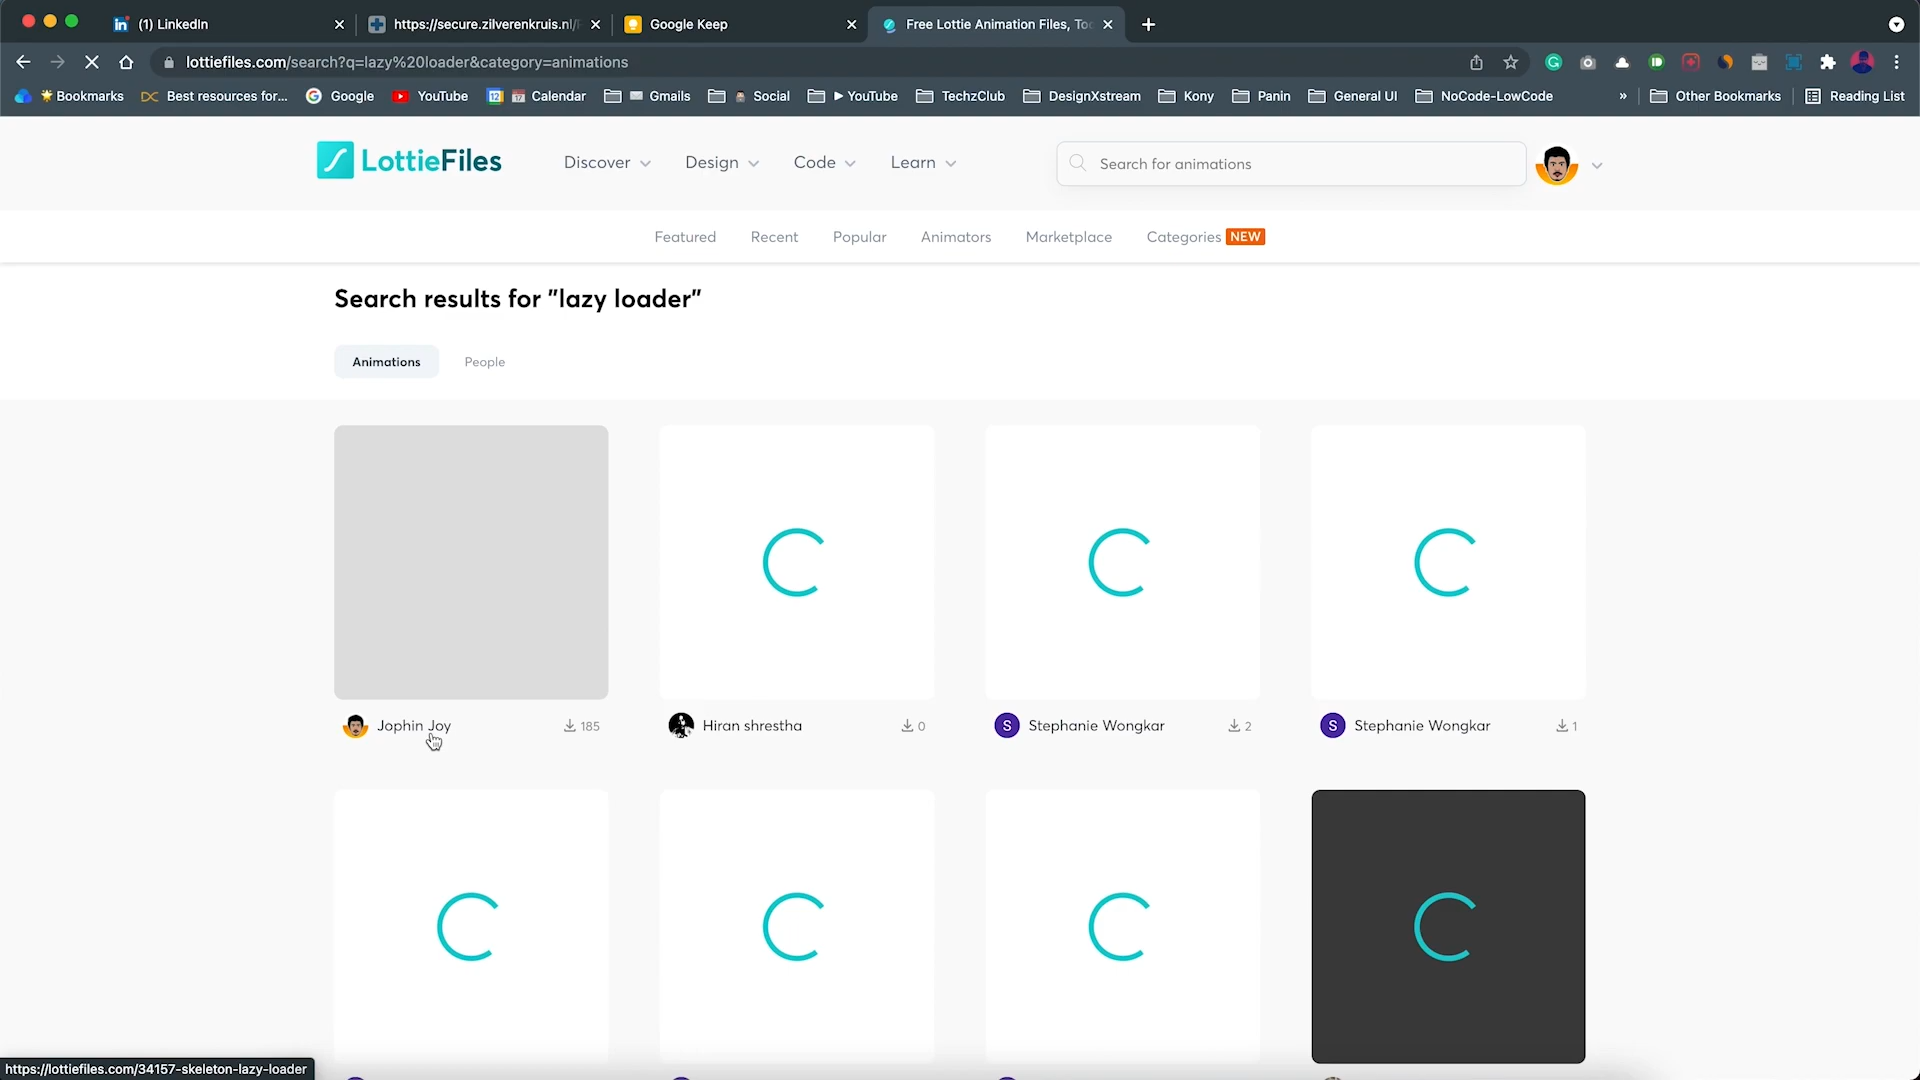 (1) LinkedIn
https://secure.zilverenkruis.nl/
Google Keep
Free Lottie Animation Files, Too
lottiefiles.com/search?q=lazy%20loader&category=animations
Bookmarks
DC Best resources for...
Google
YouTube
12
Calendar
Gmails
Social
YouTube
TechzClub
DesignXstream
Kony
Panin
General UI
NoCode-LowCode
»
Other Bookmarks
Reading List
LottieFiles
Discover
Design
Code
Learn
Search for animations
Featured
Recent
Popular
Animators
Marketplace
Categories NEW
Search results for "lazy loader"
Animations
People
Jophin Joy
185
Hiran shrestha
0
S Stephanie Wongkar
2
S Stephanie Wongkar
1
https://lottiefiles.com/34157-skeleton-lazy-loader